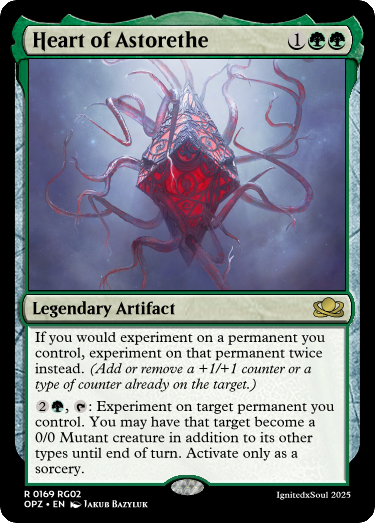 Heart of Astorethe 1
Legendary Artifact
If you would experiment on a permanent you
control, experiment on that permanent twice
instead. (Add or remove a +1/+1 counter or a
type of counter already on the target.)
2, : Experiment on target permanent you
control. You may have that target become a
0/0 Mutant creature in addition to its other
types until end of turn. Activate only as a
sorcery.
R 0169 RG02
OPZ • EN Jakub Bazyluk
IgnitedxSoul 2025